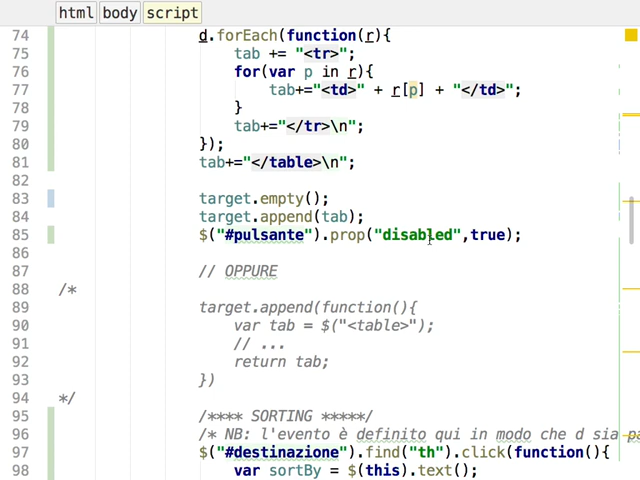 html body script
74 d.forEach(function(r){
75 tab += "<tr>";
76 for(var p in r){
77 tab+="<td>" + r[p] + "</td>";
78 }
79 tab+="</tr>\n";
80 });
81 tab+="</table>\n";
82
83 target.empty();
84 target.append(tab);
85 $("#pulsante").prop("disabled",true);
86
87 // OPPURE
88 /*
89 target.append(function(){
90 var tab = $("<table>");
91 // ...
92 return tab;
93 })
94 */
95 /**** SORTING *****/
96 /* NB: l'evento è definito qui in modo che d sia pa
97 $("#destinazione").find("th").click(function(){
98 var sortBy = $(this).text();